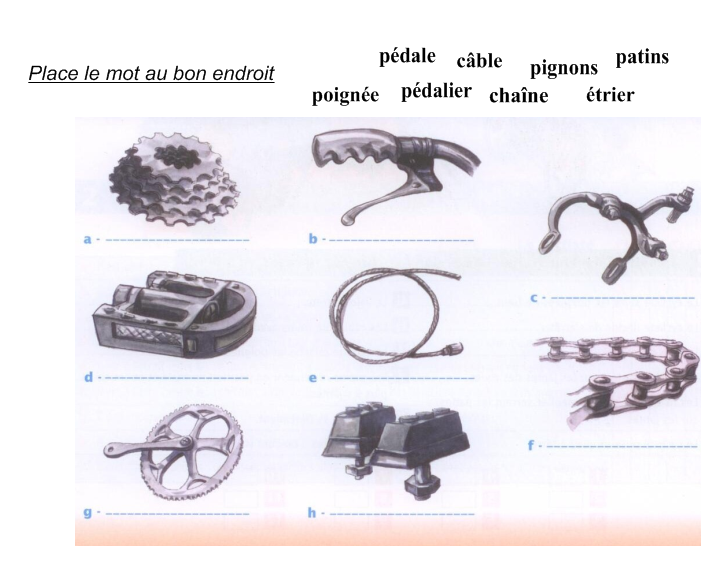 Place le mot au bon endroit
pédale câble pignons patins
poignée pédalier chaîne étrier
a - ----------------------
b - ----------------------
c - ----------------------
d - ----------------------
e - ----------------------
f - ----------------------
g - ----------------------
h - ----------------------